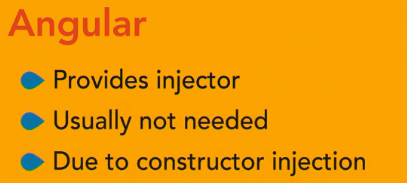 Angular
Provides injector
Usually not needed
Due to constructor injection